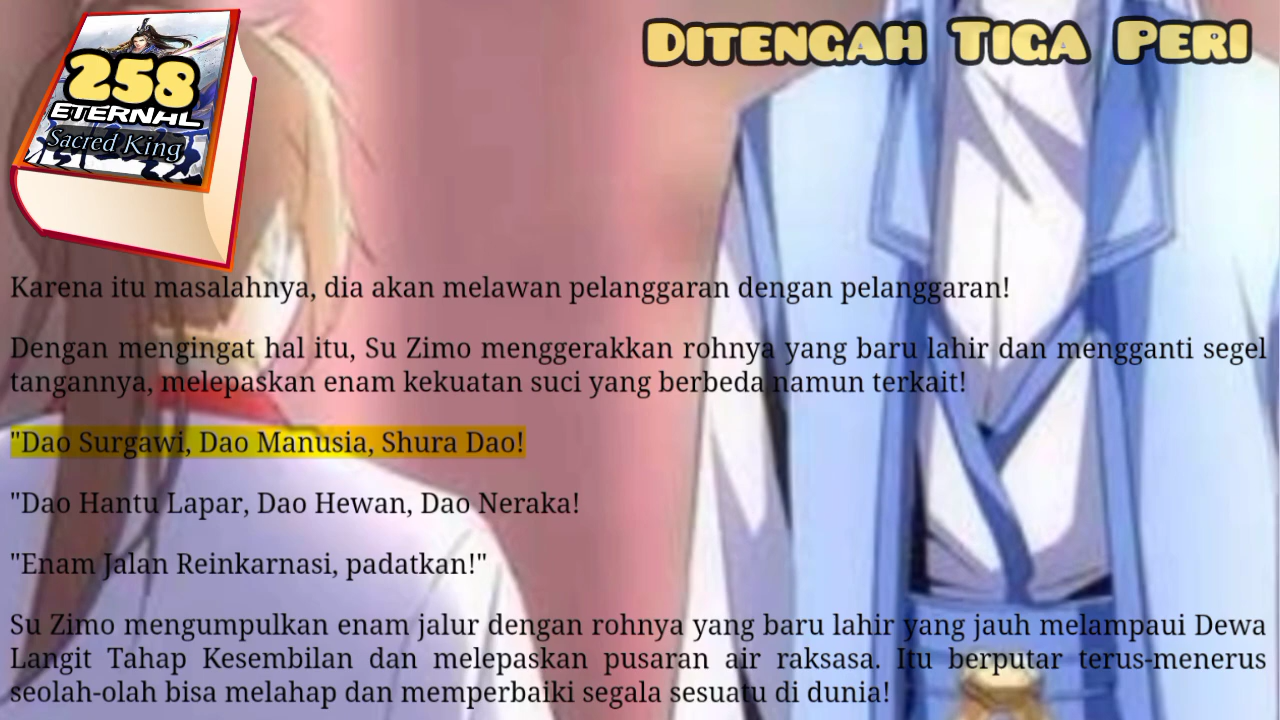 258
ETERNAL
Sacred King
Ditengah Tiga Peri
Karena itu masalahnya, dia akan melawan pelanggaran dengan pelanggaran!
Dengan mengingat hal itu, Su Zimo menggerakkan rohnya yang baru lahir dan mengganti segel
tangannya, melepaskan enam kekuatan suci yang berbeda namun terkait!
"Dao Surgawi, Dao Manusia, Shura Dao!
"Dao Hantu Lapar, Dao Hewan, Dao Neraka!
"Enam Jalan Reinkarnasi, padatkan!"
Su Zimo mengumpulkan enam jalur dengan rohnya yang baru lahir yang jauh melampaui Dewa
Langit Tahap Kesembilan dan melepaskan pusaran air raksasa. Itu berputar terus-menerus
seolah-olah bisa melahap dan memperbaiki segala sesuatu di dunia!